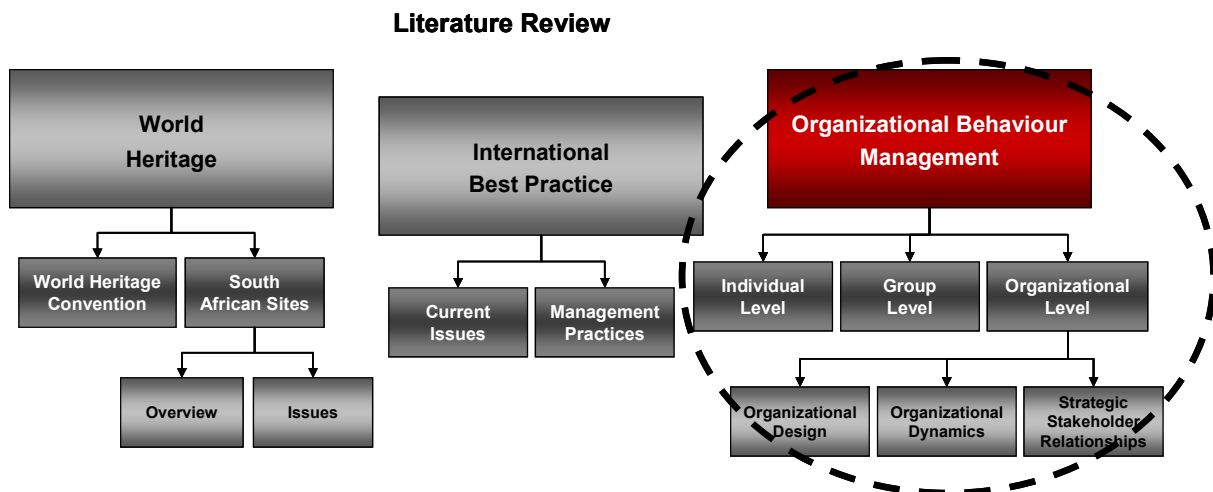 Literature Review
World
Heritage
World Heritage
Convention
South
African Sites
Overview
Issues
International
Best Practice
Current
Issues
Management
Practices
Organizational Behaviour
Management
Individual
Level
Group
Level
Organizational
Level
Organizational
Design
Organizational
Dynamics
Strategic
Stakeholder
Relationships